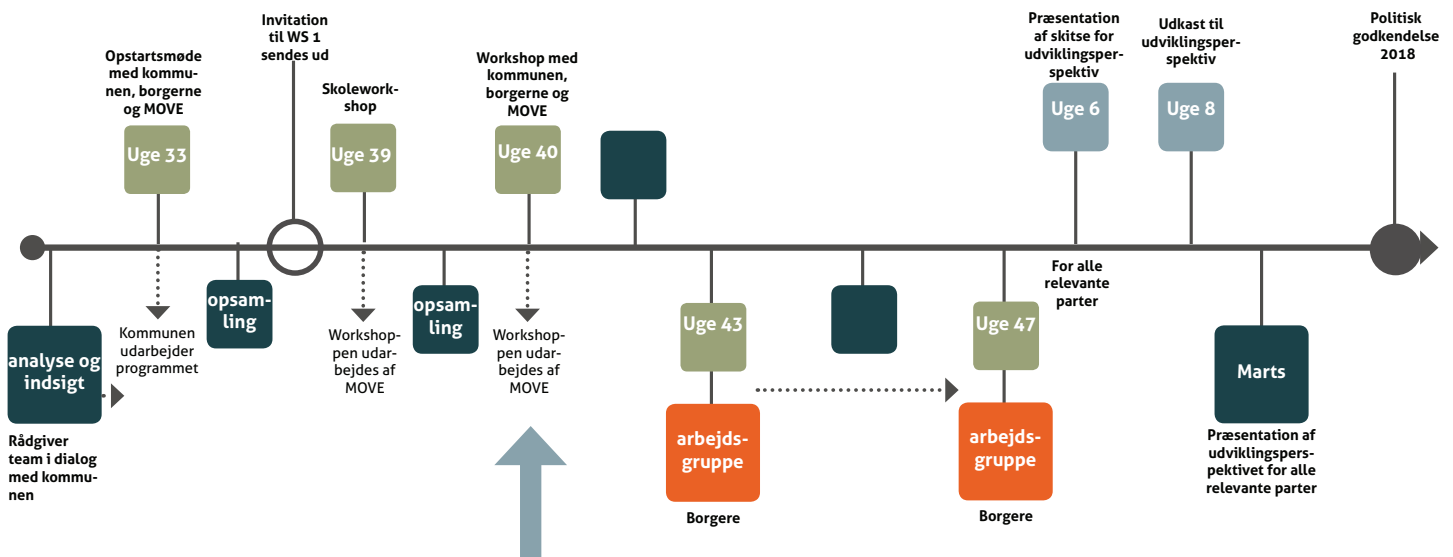 Opstartsmøde
med kommu-
nen, borgerne
og MOVE
Uge 33
Invitation
til WS 1
sendes ud
Skolework-
shop
Uge 39
Workshop med
kommunen,
borgerne og
MOVE
Uge 40
Præsentation
af skitse for
udviklingsper-
spektiv
Uge 6
Udkast til
udviklingsper-
spektiv
Uge 8
Politisk
godkendelse
2018
analyse og
indsigt
Rådgiver
team i dialog
med kommu-
nen
Kommunen
udarbejder
programmet
opsam-
ling
Workshop-
pen udar-
bejdes af
MOVE
opsam-
ling
Workshop-
pen udar-
bejdes af
MOVE
Uge 43
arbejds-
gruppe
Borgere
Uge 47
arbejds-
gruppe
Borgere
For alle
relevante
parter
Marts
Præsentation af
udviklingspers-
pektivet for alle
relevante parter